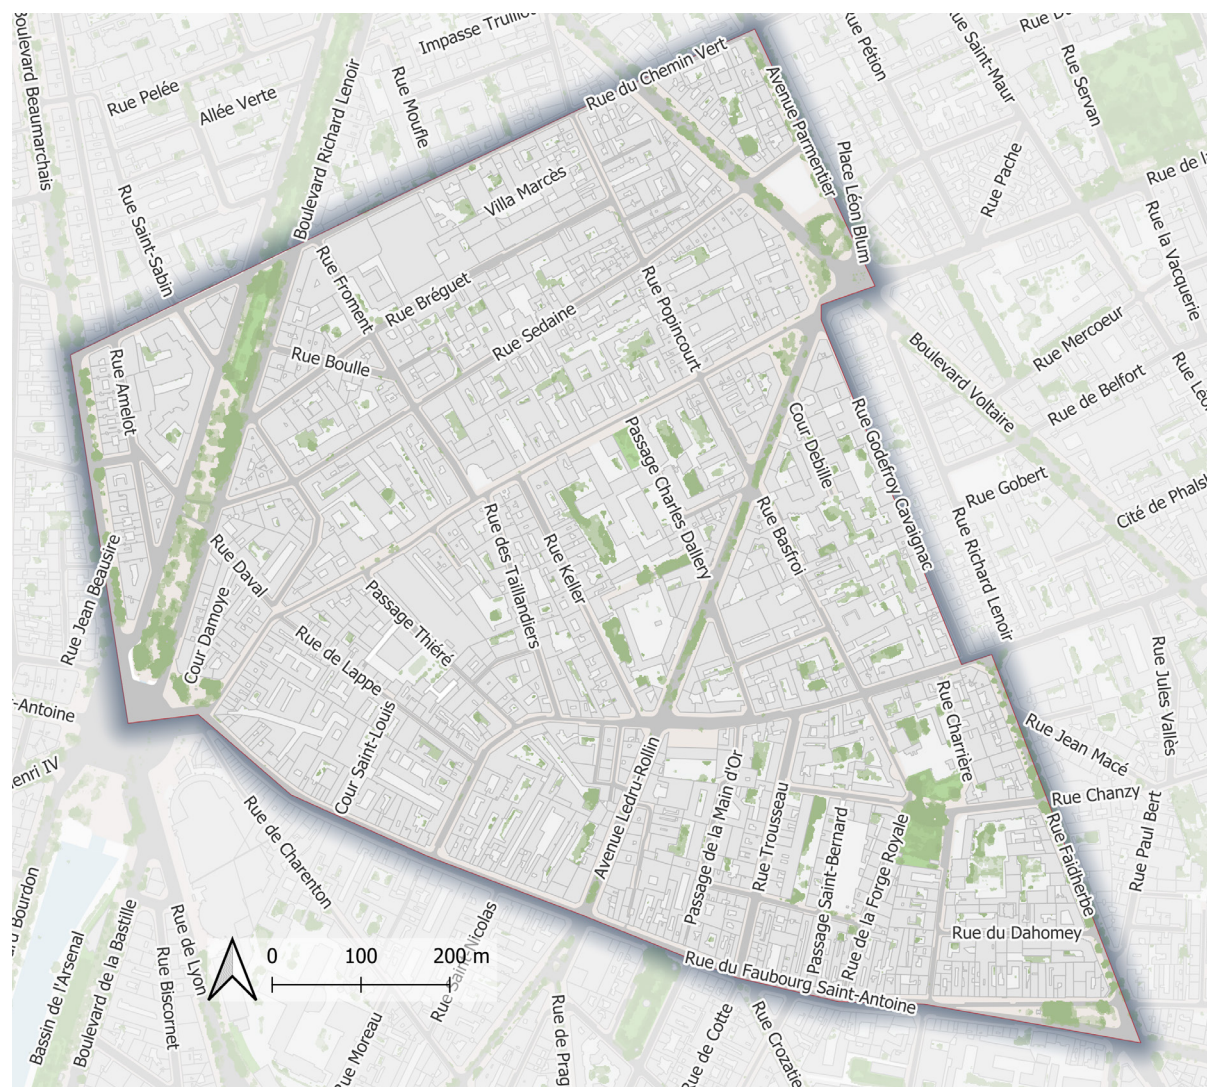 Boulevard Beaumarchais
Impasse Truillot
Rue Pétion
Rue Saint-Maur
Rue Servan
Rue Pelée
Allée Verte
Boulevard Richard Lenoir
Rue Moufle
Rue du Chemin Vert
Avenue Parmentier
Place Léon Blum
Rue Pache
Rue de la
Rue Saint-Sabin
Villa Marcès
Rue la Vacquerie
Rue Froment
Rue Bréguet
Rue Sedaine
Rue Popincourt
Rue Mercoeur
Boulevard Voltaire
Rue de Belfort
Rue Léo
Rue Amelot
Rue Boulle
Passage Charles Dallery
Cour Debille
Rue Godefroy Cavaignac
Rue Gobert
Cité de Phalsb
Rue Jean Beausire
Rue Daval
Cour Damoye
Passage Thiéré
Rue de Lappe
Rue des Taillandiers
Rue Keller
Rue Basfroi
Rue Richard Lenoir
Rue Jules Vallès
-Antoine
enri IV
Cour Saint-Louis
Avenue Ledru-Rollin
Passage de la Main d'Or
Rue Trousseau
Passage Saint-Bernard
Rue de la Forge Royale
Rue Charrière
Rue Jean Macé
Rue Chanzy
Rue Faidherbe
Rue Paul Bert
Rue de Charenton
Rue du Dahomey
Rue du Faubourg Saint-Antoine
rd Bourdon
Bassin de l'Arsenal
Boulevard de la Bastille
Rue de Lyon
Rue Biscornet
0 100 200 m
Rue Saint-Nicolas
Rue Moreau
Rue de Prag
Rue de Cotte
Rue Crozatie